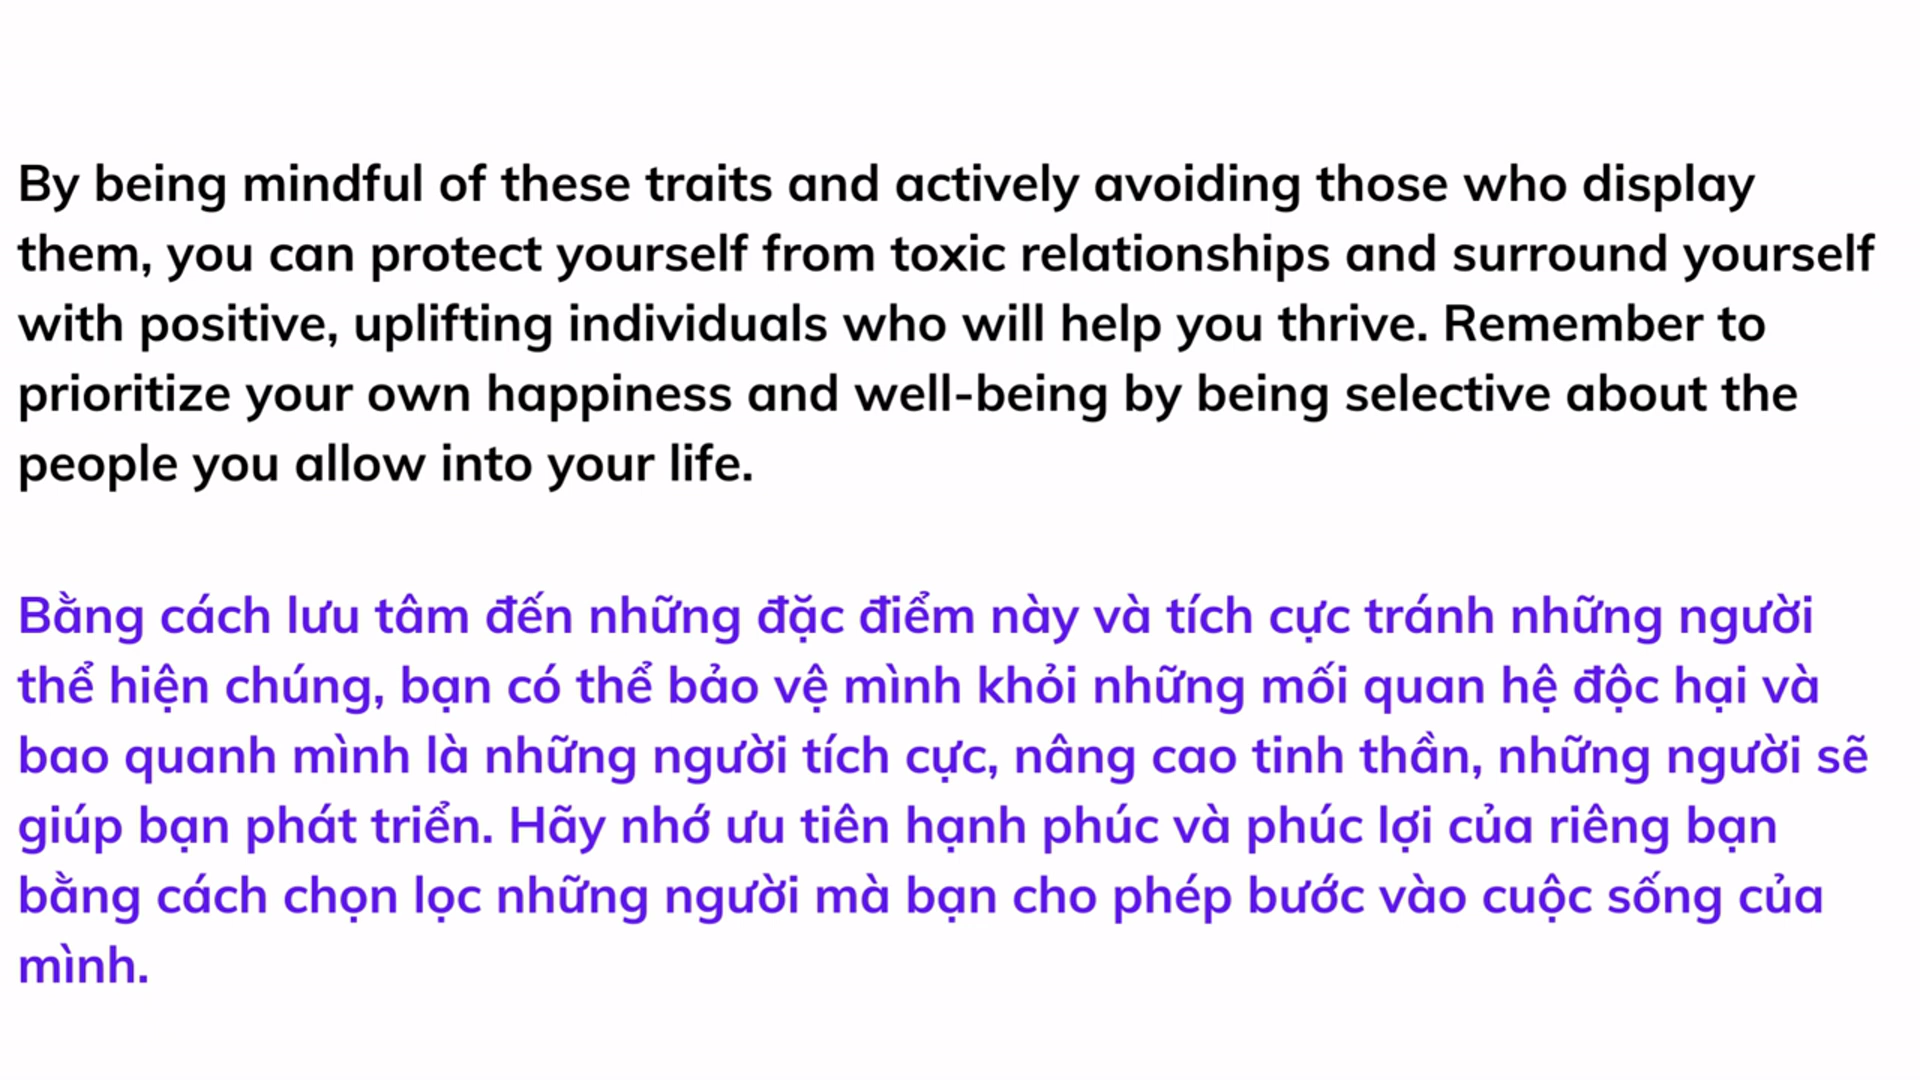 By being mindful of these traits and actively avoiding those who display
them, you can protect yourself from toxic relationships and surround yourself
with positive, uplifting individuals who will help you thrive. Remember to
prioritize your own happiness and well-being by being selective about the
people you allow into your life.
Bằng cách lưu tâm đến những đặc điểm này và tích cực tránh những người
thể hiện chúng, bạn có thể bảo vệ mình khỏi những mối quan hệ độc hại và
bao quanh mình là những người tích cực, nâng cao tinh thần, những người sẽ
giúp bạn phát triển. Hãy nhớ ưu tiên hạnh phúc và phúc lợi của riêng bạn
bằng cách chọn lọc những người mà bạn cho phép bước vào cuộc sống của
mình.